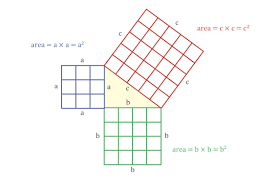 c
area = c × c = c²
c
area = a × a = a²
a
a
a
c
c
a
b
b
b
area = b × b = b²
b